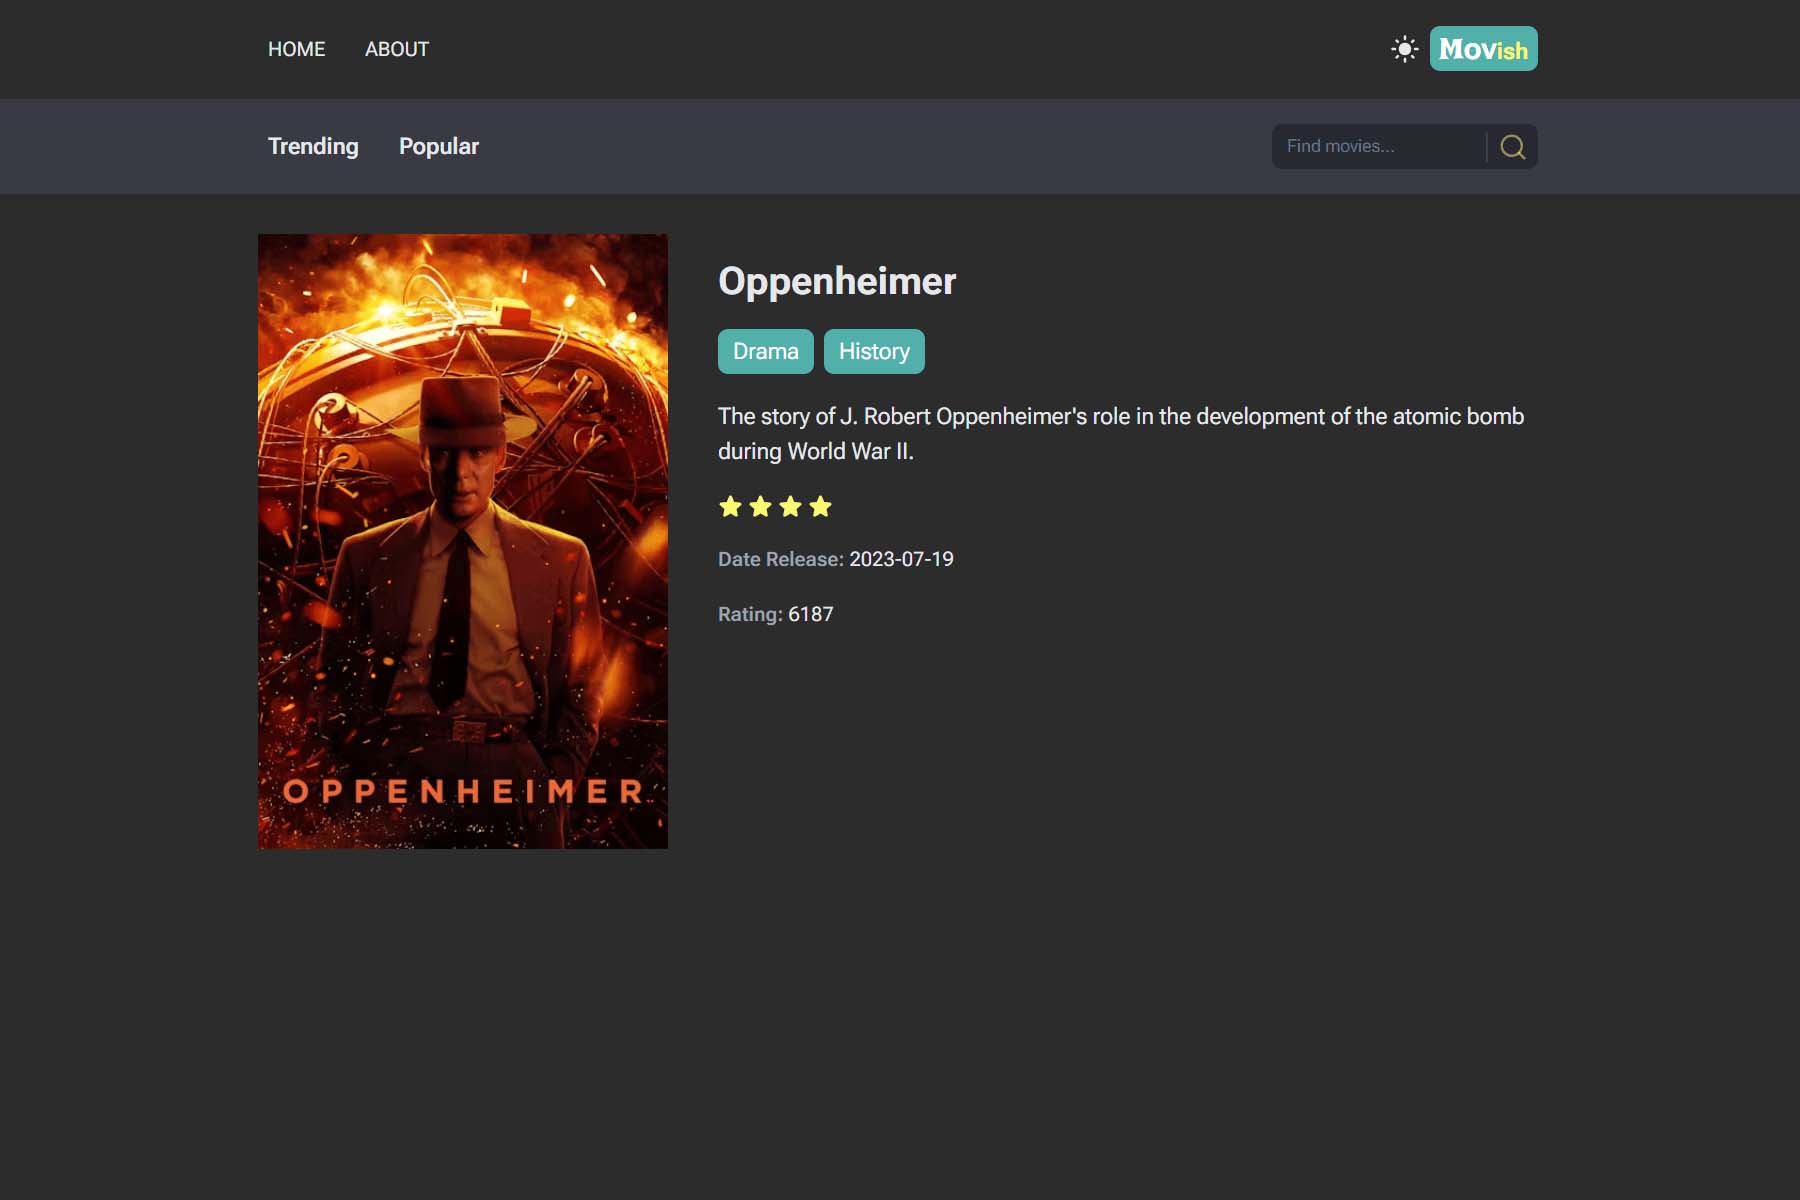 HOME ABOUT
Movish
Trending Popular
Find movies...
Oppenheimer
Drama History
The story of J. Robert Oppenheimer's role in the development of the atomic bomb
during World War II.
Date Release: 2023-07-19
Rating: 6187
OPPENHEIMER